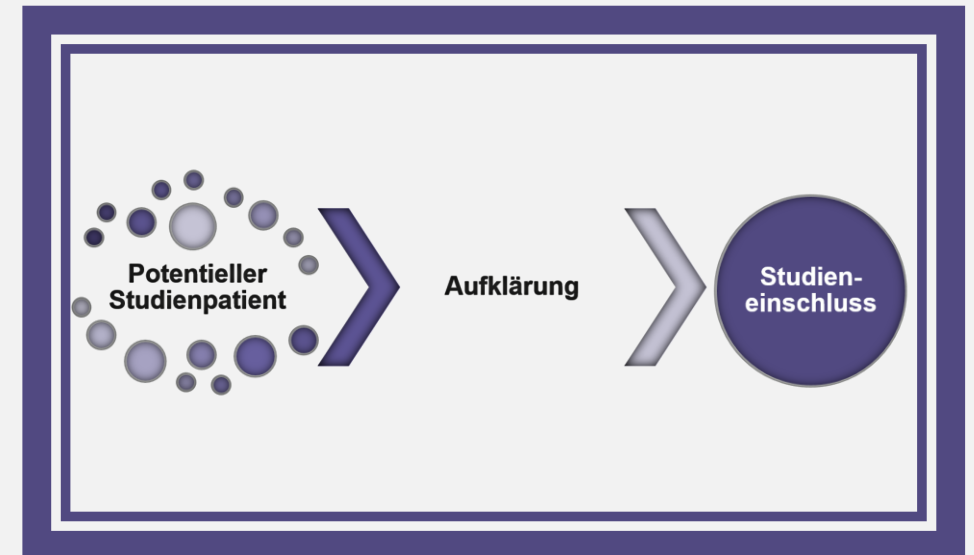 Potentieller
Studienpatient
Aufklärung
Studien-
einschluss